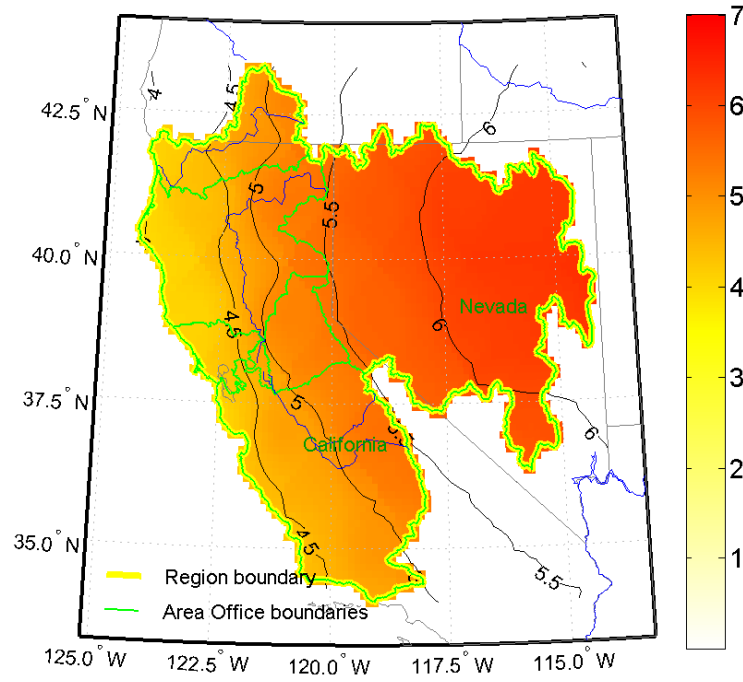 7
6
5
4
3
2
1
42.5° N
40.0° N
37.5° N
35.0° N
4
4.5
6
5
5.5
Nevada
4.5
6
5
6
California
4.5
5.5
Region boundary
Area Office boundaries
125.0° W
122.5° W
120.0° W
117.5° W
115.0° W